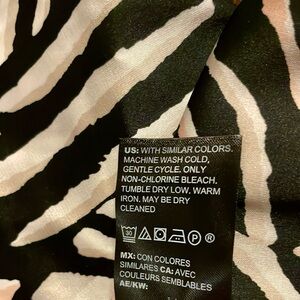 US: WITH SIMILAR COLORS.
MACHINE WASH COLD,
GENTLE CYCLE. ONLY
NON-CHLORINE BLEACH,
TUMBLE DRY LOW, WARM
IRON. MAY BE DRY
CLEANED
30 P
MX: CON COLORES
SIMILARES CA: AVEC
COULEURS SEMBLABLES
AE/KW: